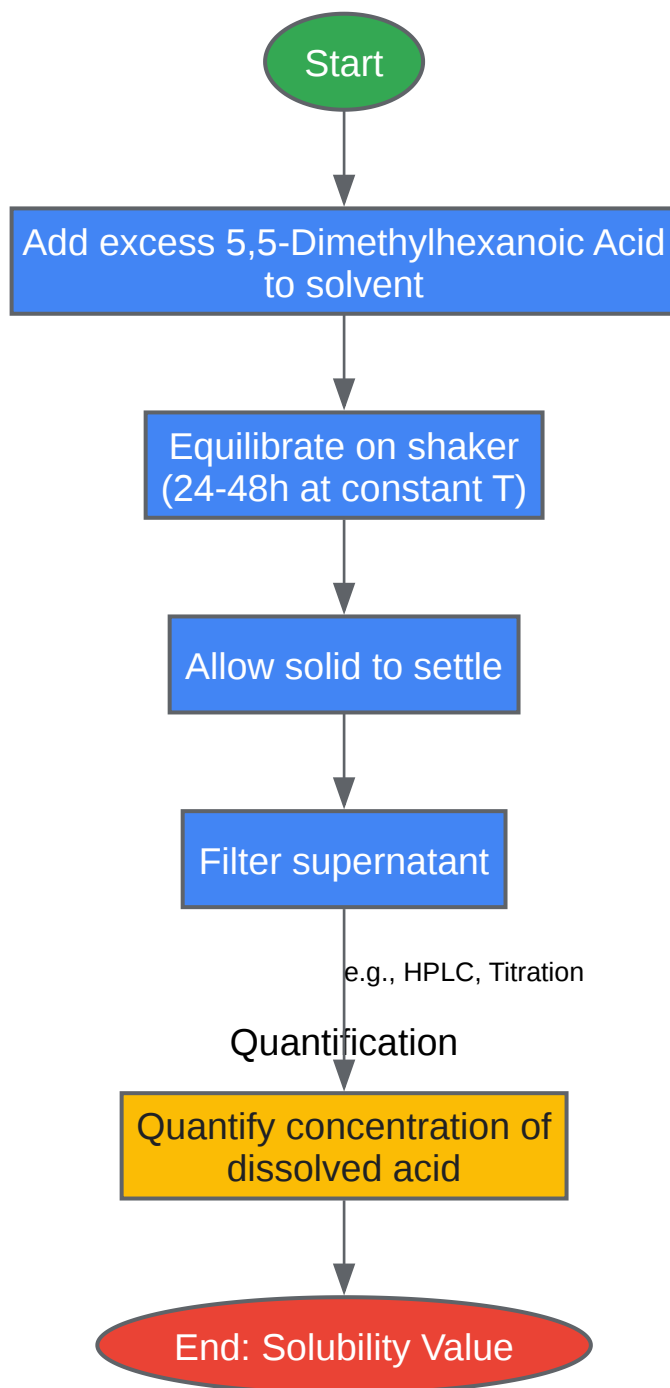 Start
Add excess 5,5-Dimethylhexanoic Acid
to solvent
Equilibrate on shaker
(24-48h at constant T)
Allow solid to settle
Filter supernatant
e.g., HPLC, Titration
Quantification
Quantify concentration of
dissolved acid
End: Solubility Value